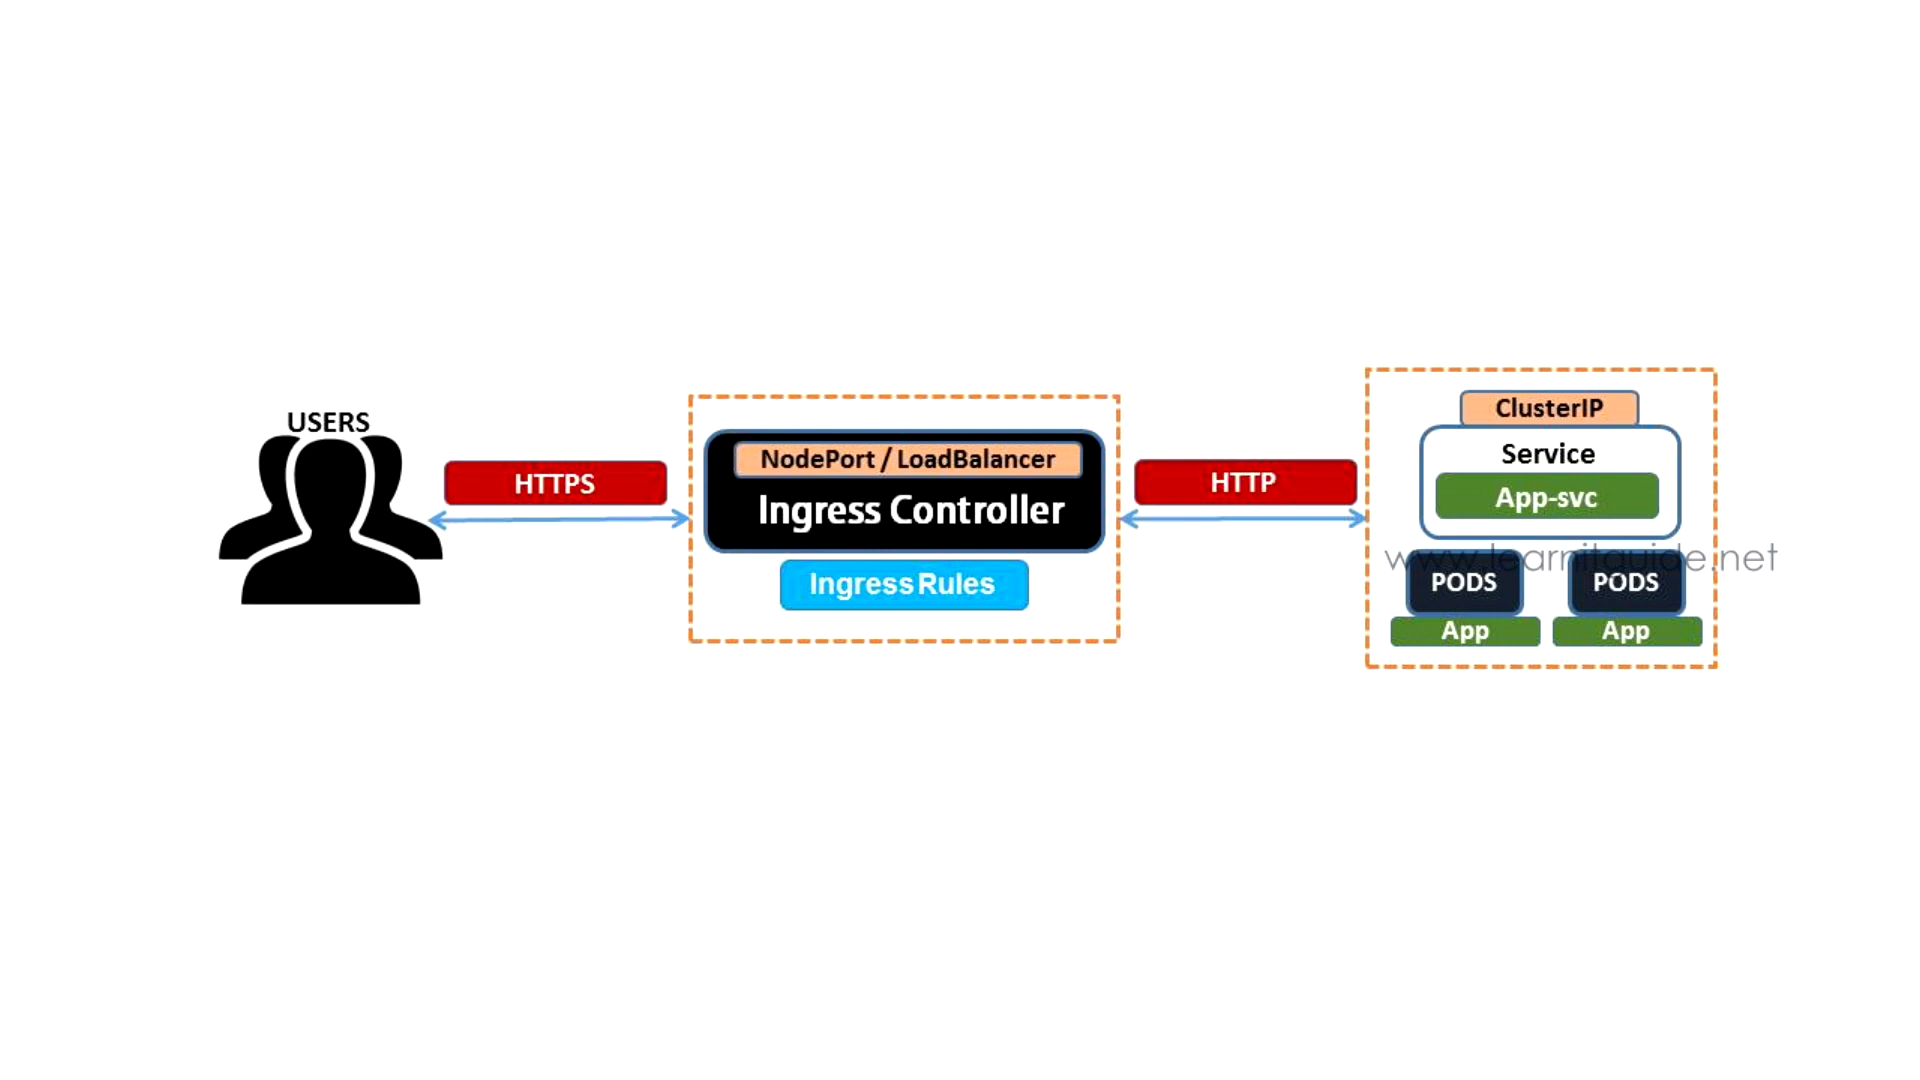 USERS
HTTPS
NodePort / LoadBalancer
Ingress Controller
Ingress Rules
HTTP
ClusterIP
Service
App-svc
www.learnitguide.net
PODS
PODS
App
App